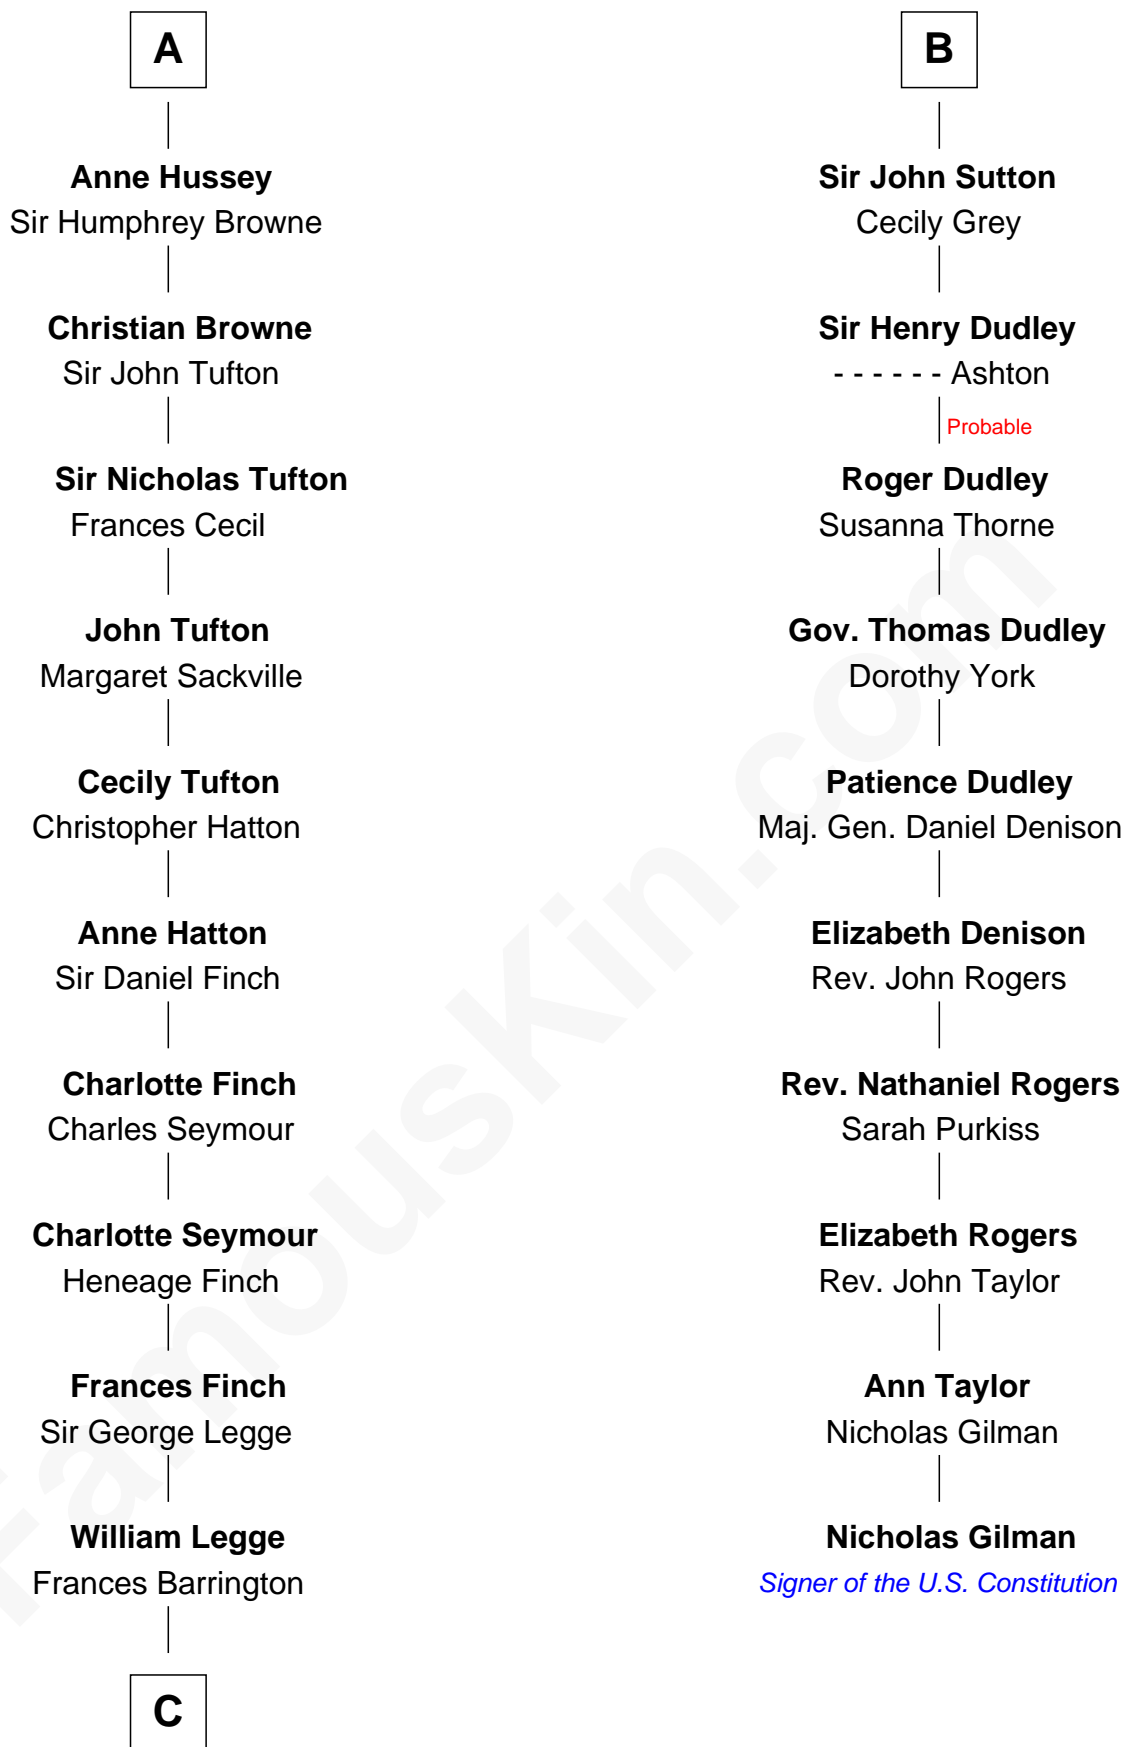 A
Anne Hussey
Sir Humphrey Browne
Christian Browne
Sir John Tufton
Sir Nicholas Tufton
Frances Cecil
John Tufton
Margaret Sackville
Cecily Tufton
Christopher Hatton
Anne Hatton
Sir Daniel Finch
Charlotte Finch
Charles Seymour
Charlotte Seymour
Heneage Finch
Frances Finch
Sir George Legge
William Legge
Frances Barrington
C
B
Sir John Sutton
Cecily Grey
Sir Henry Dudley
- - - - - - Ashton
Probable
Roger Dudley
Susanna Thorne
Gov. Thomas Dudley
Dorothy York
Patience Dudley
Maj. Gen. Daniel Denison
Elizabeth Denison
Rev. John Rogers
Rev. Nathaniel Rogers
Sarah Purkiss
Elizabeth Rogers
Rev. John Taylor
Ann Taylor
Nicholas Gilman
Nicholas Gilman
Signer of the U.S. Constitution
FamousKin.com